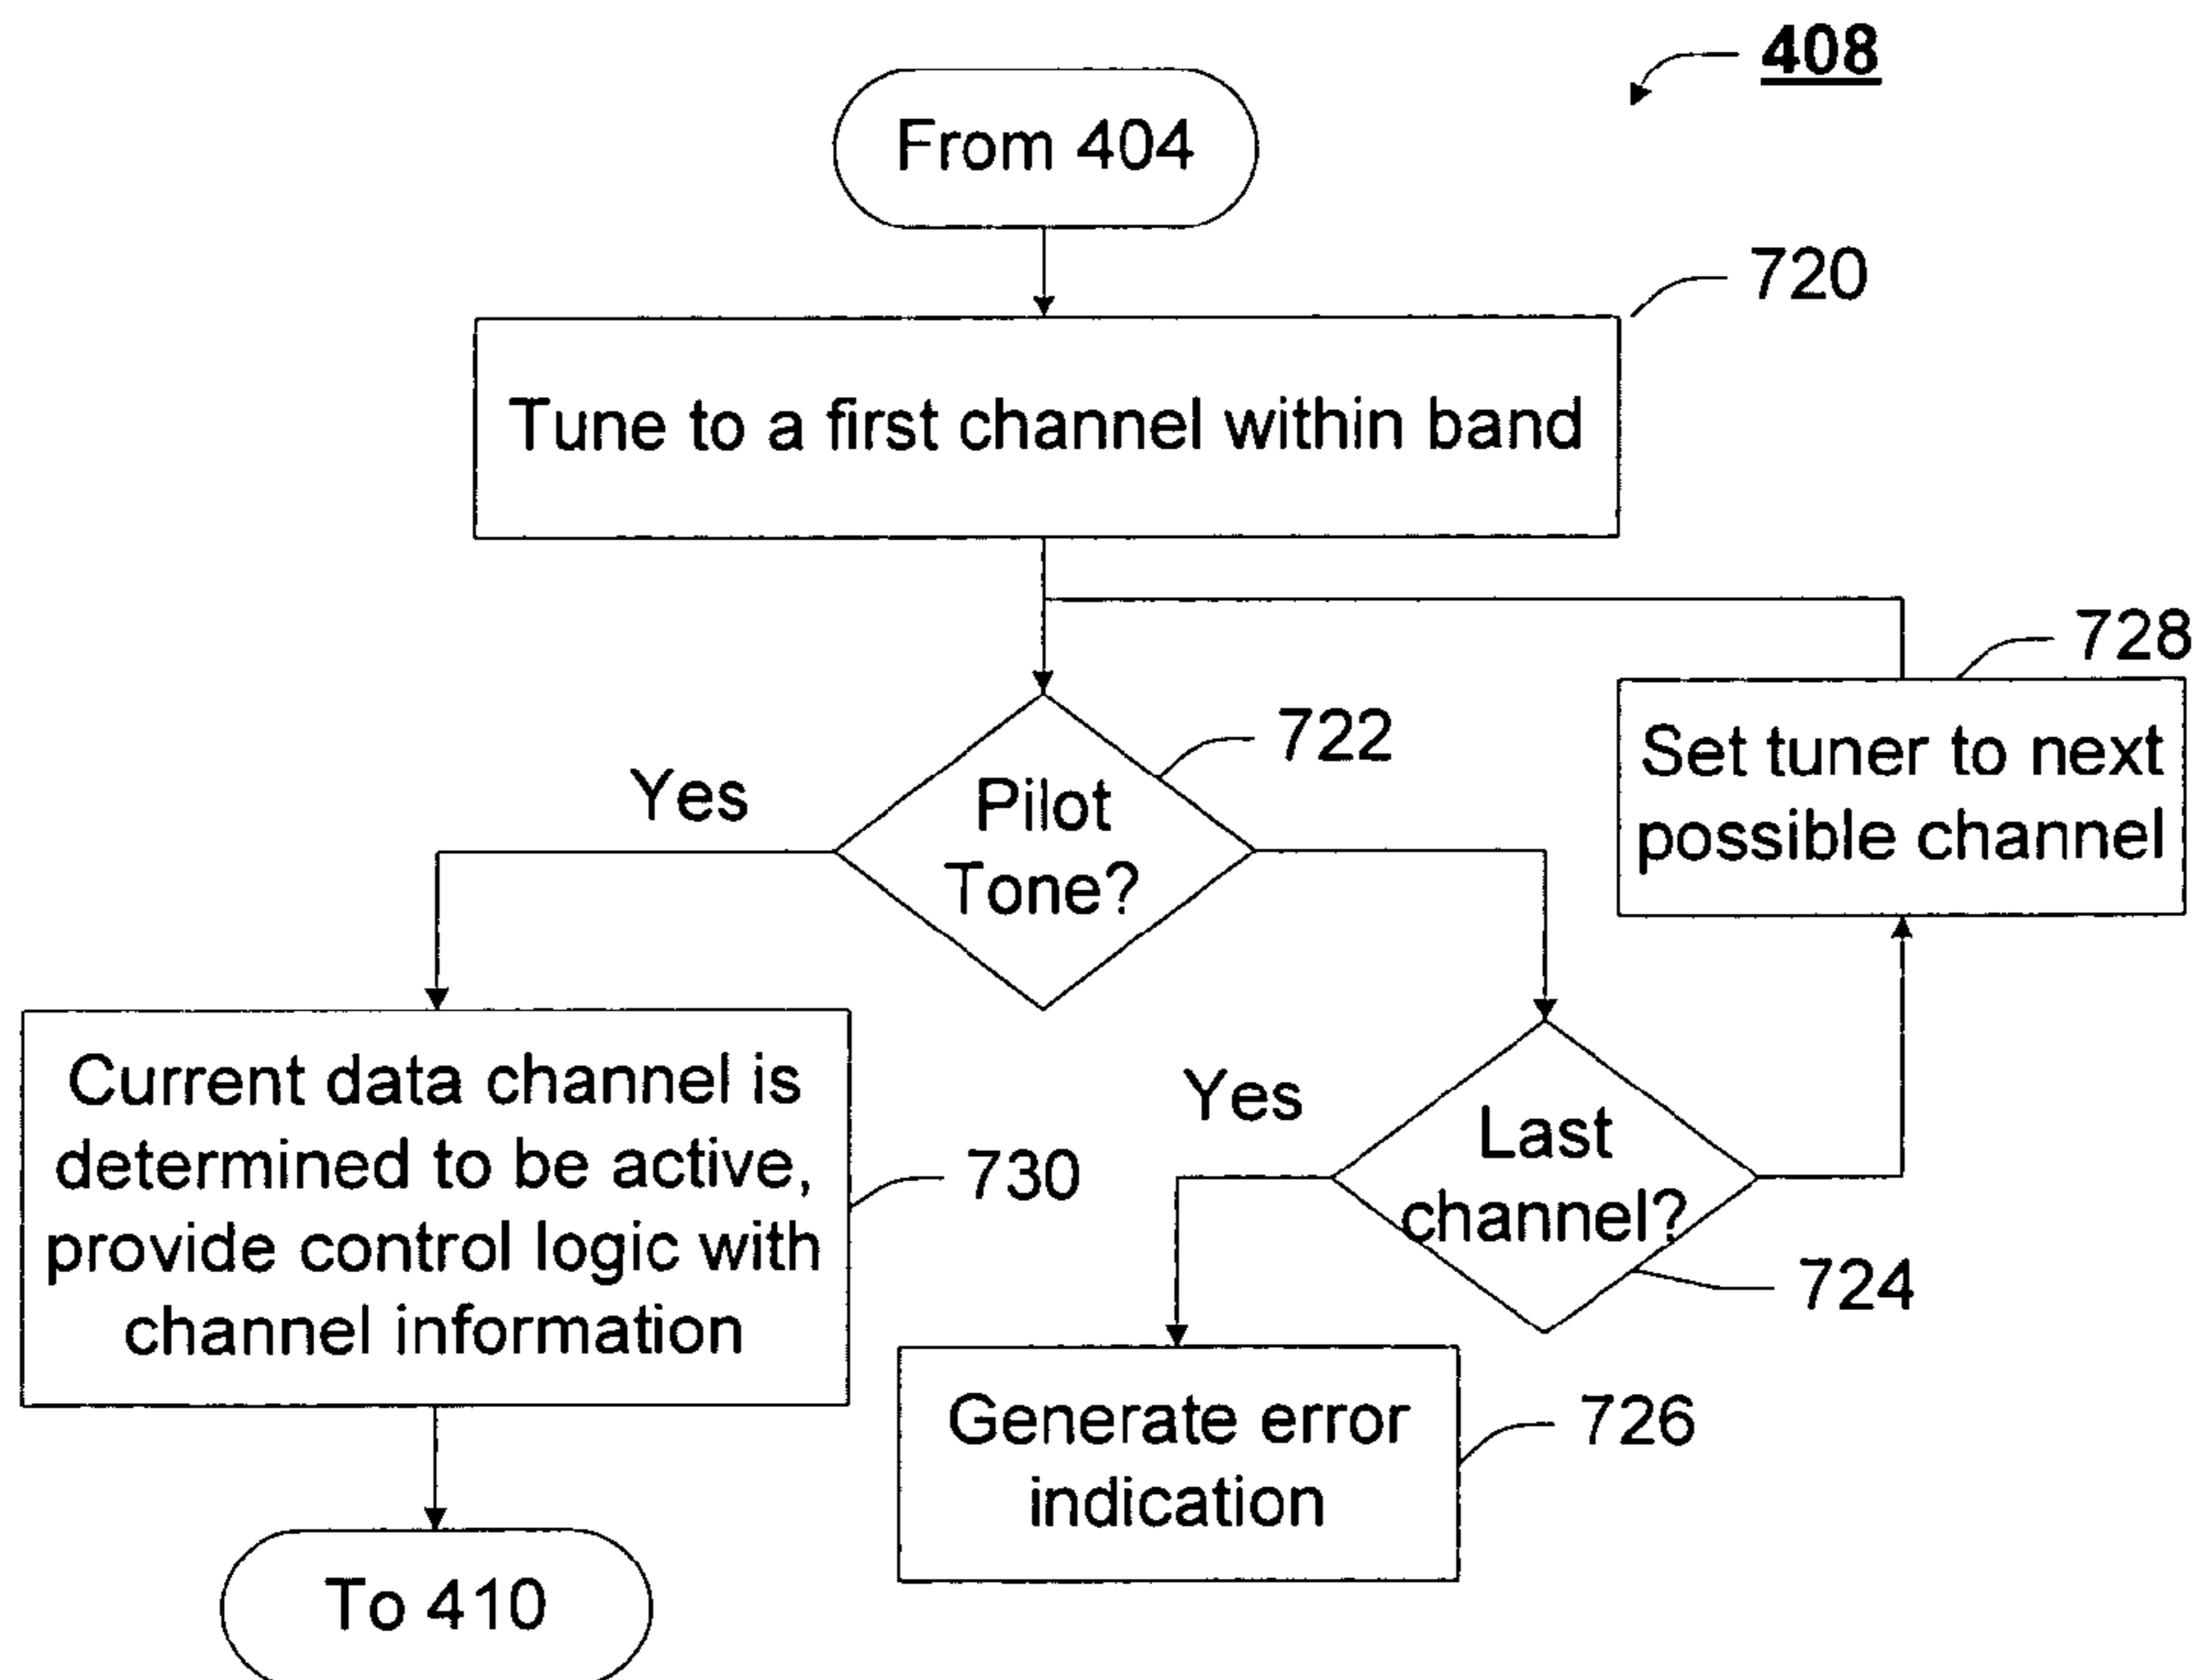 408
From 404
720
Tune to a first channel within band
728
722
Set tuner to next
possible channel
Yes
Pilot
Tone?
Current data channel is
determined to be active,
provide control logic with
channel information
730
Yes
Last
channel?
724
Generate error
indication
726
To 410